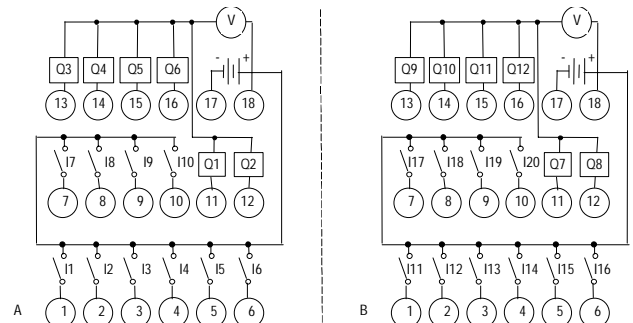 V V
- + - +
Q3 Q4 Q5 Q6 Q9 Q10 Q11 Q12
13 14 15 16 17 18 13 14 15 16 17 18
I7 I8 I9 I10 Q1 Q2 I17 I18 I19 I20 Q7 Q8
7 8 9 10 11 12 7 8 9 10 11 12
I1 I2 I3 I4 I5 I6 I11 I12 I13 I14 I15 I16
A 1 2 3 4 5 6 B 1 2 3 4 5 6